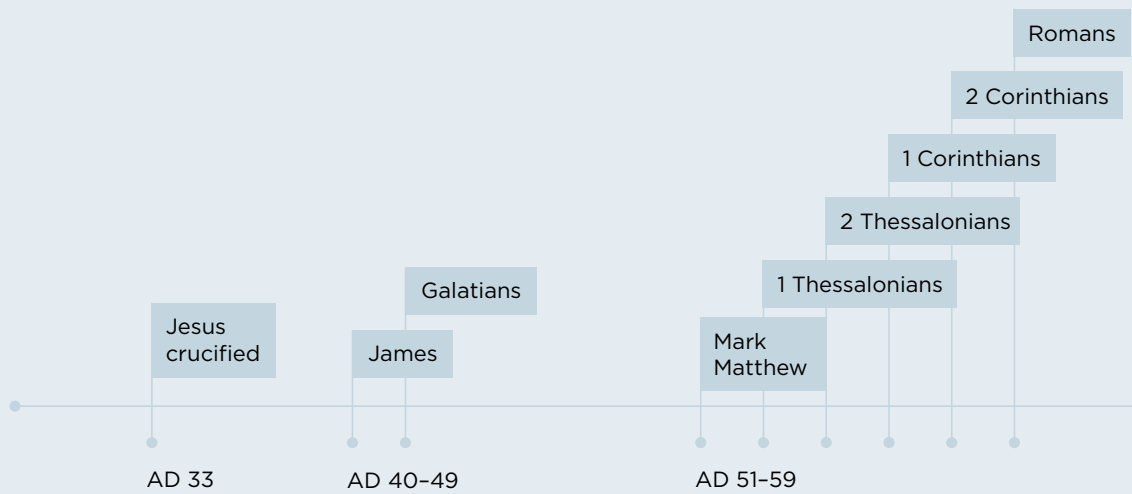 Romans
2 Corinthians
1 Corinthians
2 Thessalonians
Galatians
1 Thessalonians
Jesus
crucified
James
Mark
Matthew
AD 33
AD 40–49
AD 51–59